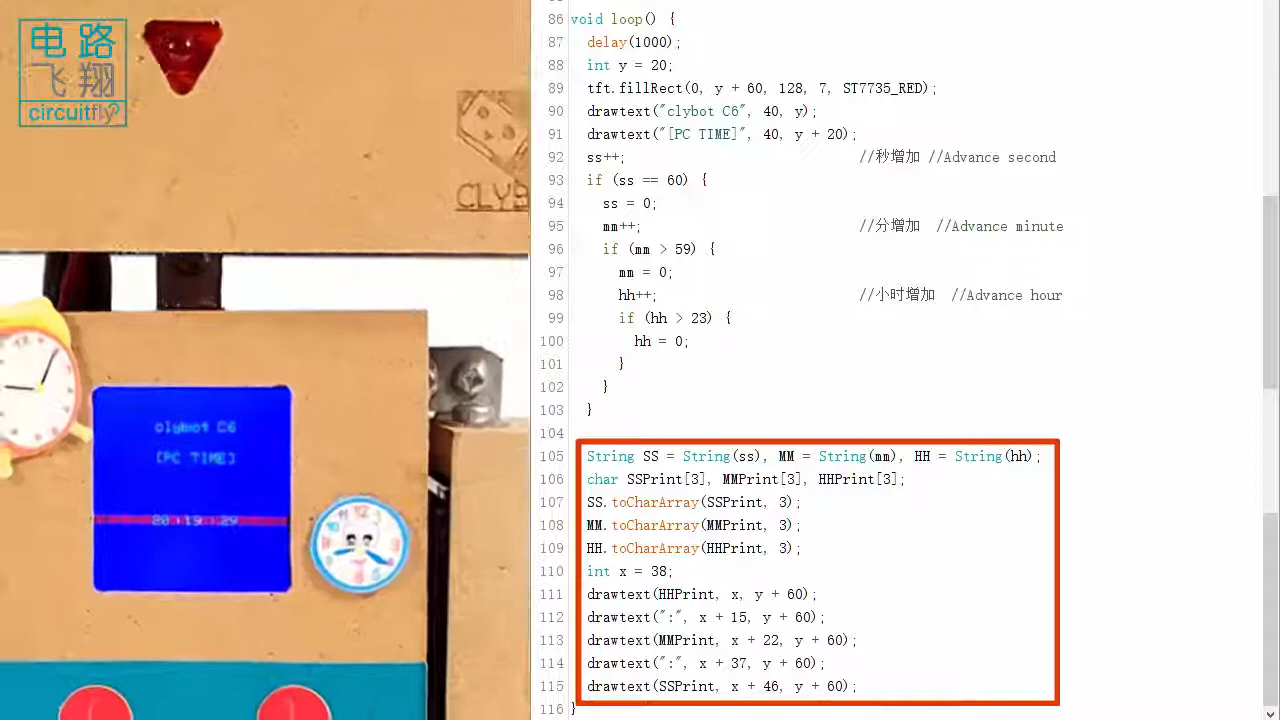 电路
飞翔
circuitfly
CLYB
clybot C6
[PC TIME]
20:19:29
86 void loop() {
87 delay(1000);
88 int y = 20;
89 tft.fillRect(0, y + 60, 128, 7, ST7735_RED);
90 drawtext("clybot C6", 40, y);
91 drawtext("[PC TIME]", 40, y + 20);
92 ss++; //秒增加 //Advance second
93 if (ss == 60) {
94 ss = 0;
95 mm++; //分增加 //Advance minute
96 if (mm > 59) {
97 mm = 0;
98 hh++; //小时增加 //Advance hour
99 if (hh > 23) {
100 hh = 0;
101 }
102 }
103 }
104
105 String SS = String(ss), MM = String(mm), HH = String(hh);
106 char SSPrint[3], MMPrint[3], HHPrint[3];
107 SS.toCharArray(SSPrint, 3);
108 MM.toCharArray(MMPrint, 3);
109 HH.toCharArray(HHPrint, 3);
110 int x = 38;
111 drawtext(HHPrint, x, y + 60);
112 drawtext(":", x + 15, y + 60);
113 drawtext(MMPrint, x + 22, y + 60);
114 drawtext(":", x + 37, y + 60);
115 drawtext(SSPrint, x + 46, y + 60);
116 }